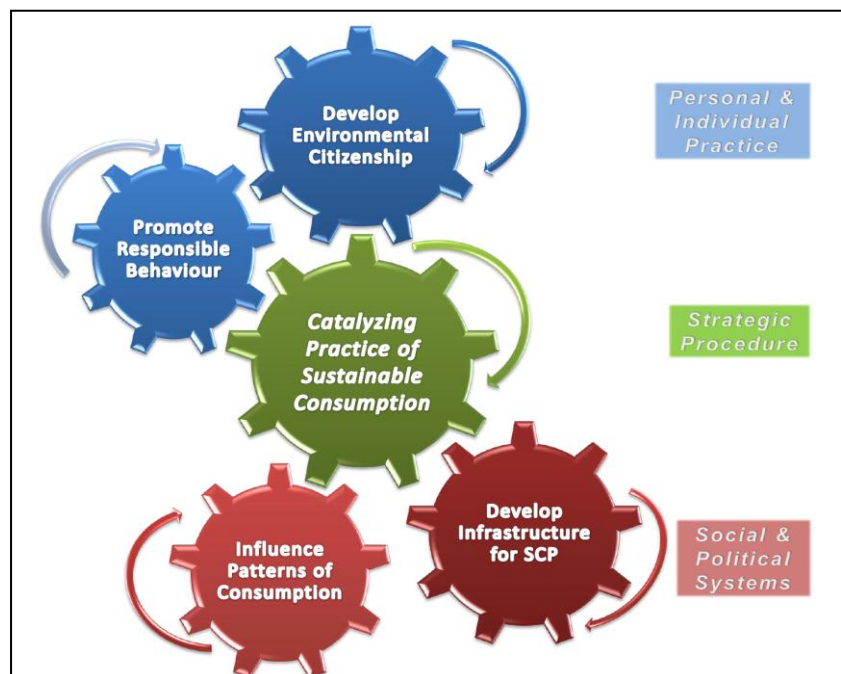 Develop
Environmental
Citizenship
Personal &
Individual
Practice
Promote
Responsible
Behaviour
Catalyzing
Practice of
Sustainable
Consumption
Strategic
Procedure
Influence
Patterns of
Consumption
Develop
Infrastructure
for SCP
Social &
Political
Systems